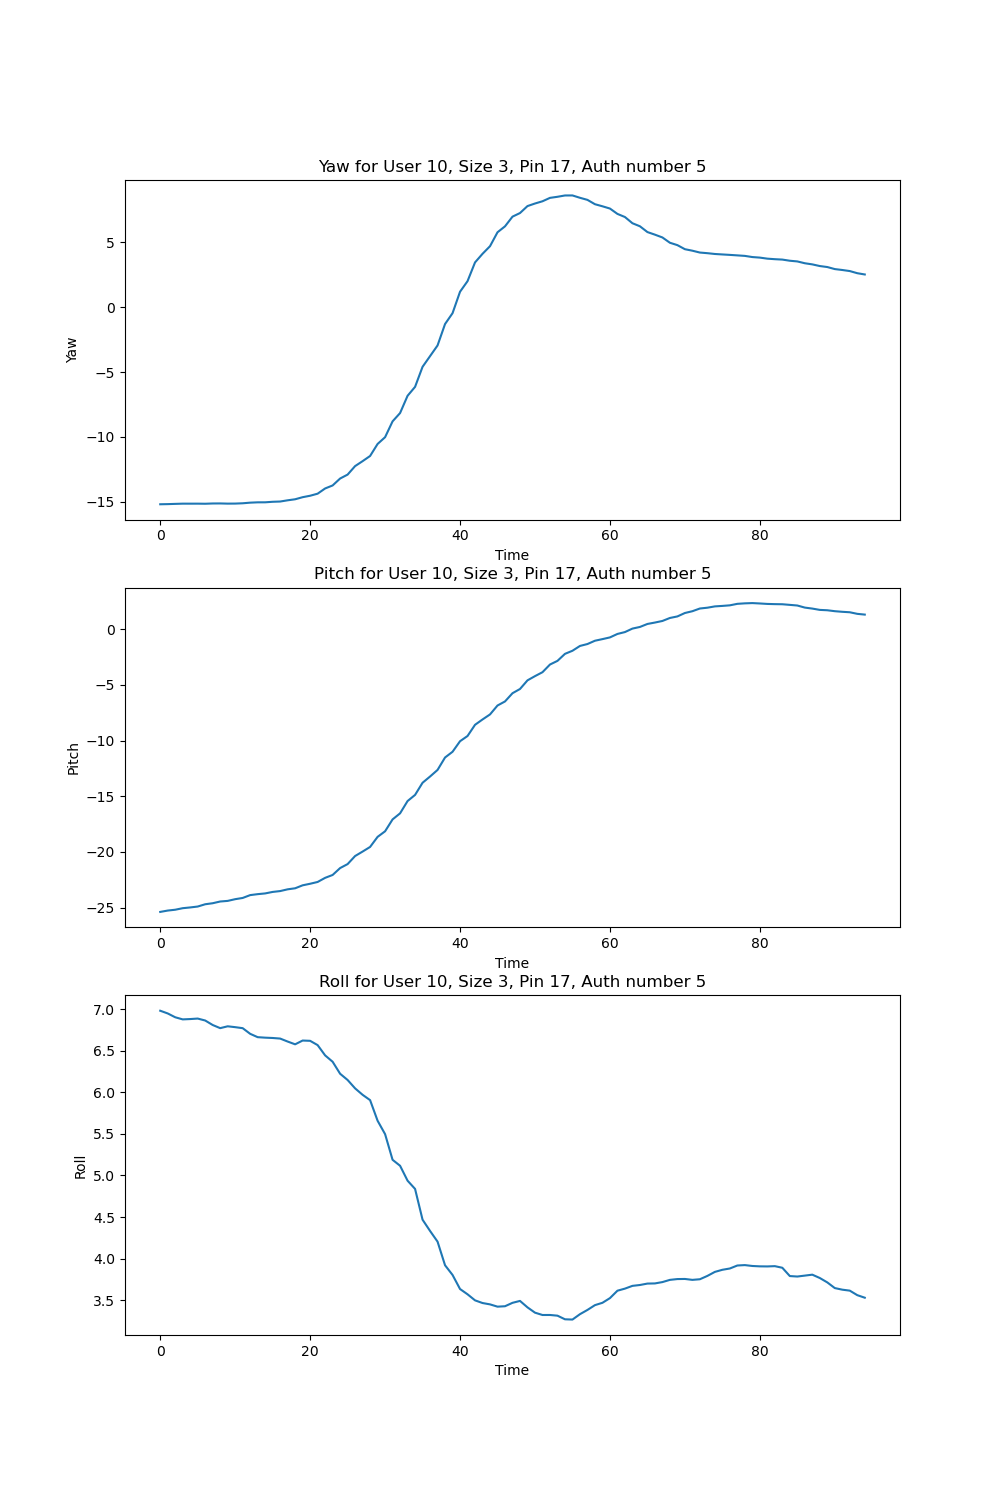 Yaw for User 10, Size 3, Pin 17, Auth number 5
5
0
−5
−10
−15
Yaw
0 20 40 60 80
Time
Pitch for User 10, Size 3, Pin 17, Auth number 5
0
−5
−10
−15
−20
−25
Pitch
0 20 40 60 80
Time
Roll for User 10, Size 3, Pin 17, Auth number 5
7.0
6.5
6.0
5.5
5.0
4.5
4.0
3.5
Roll
0 20 40 60 80
Time